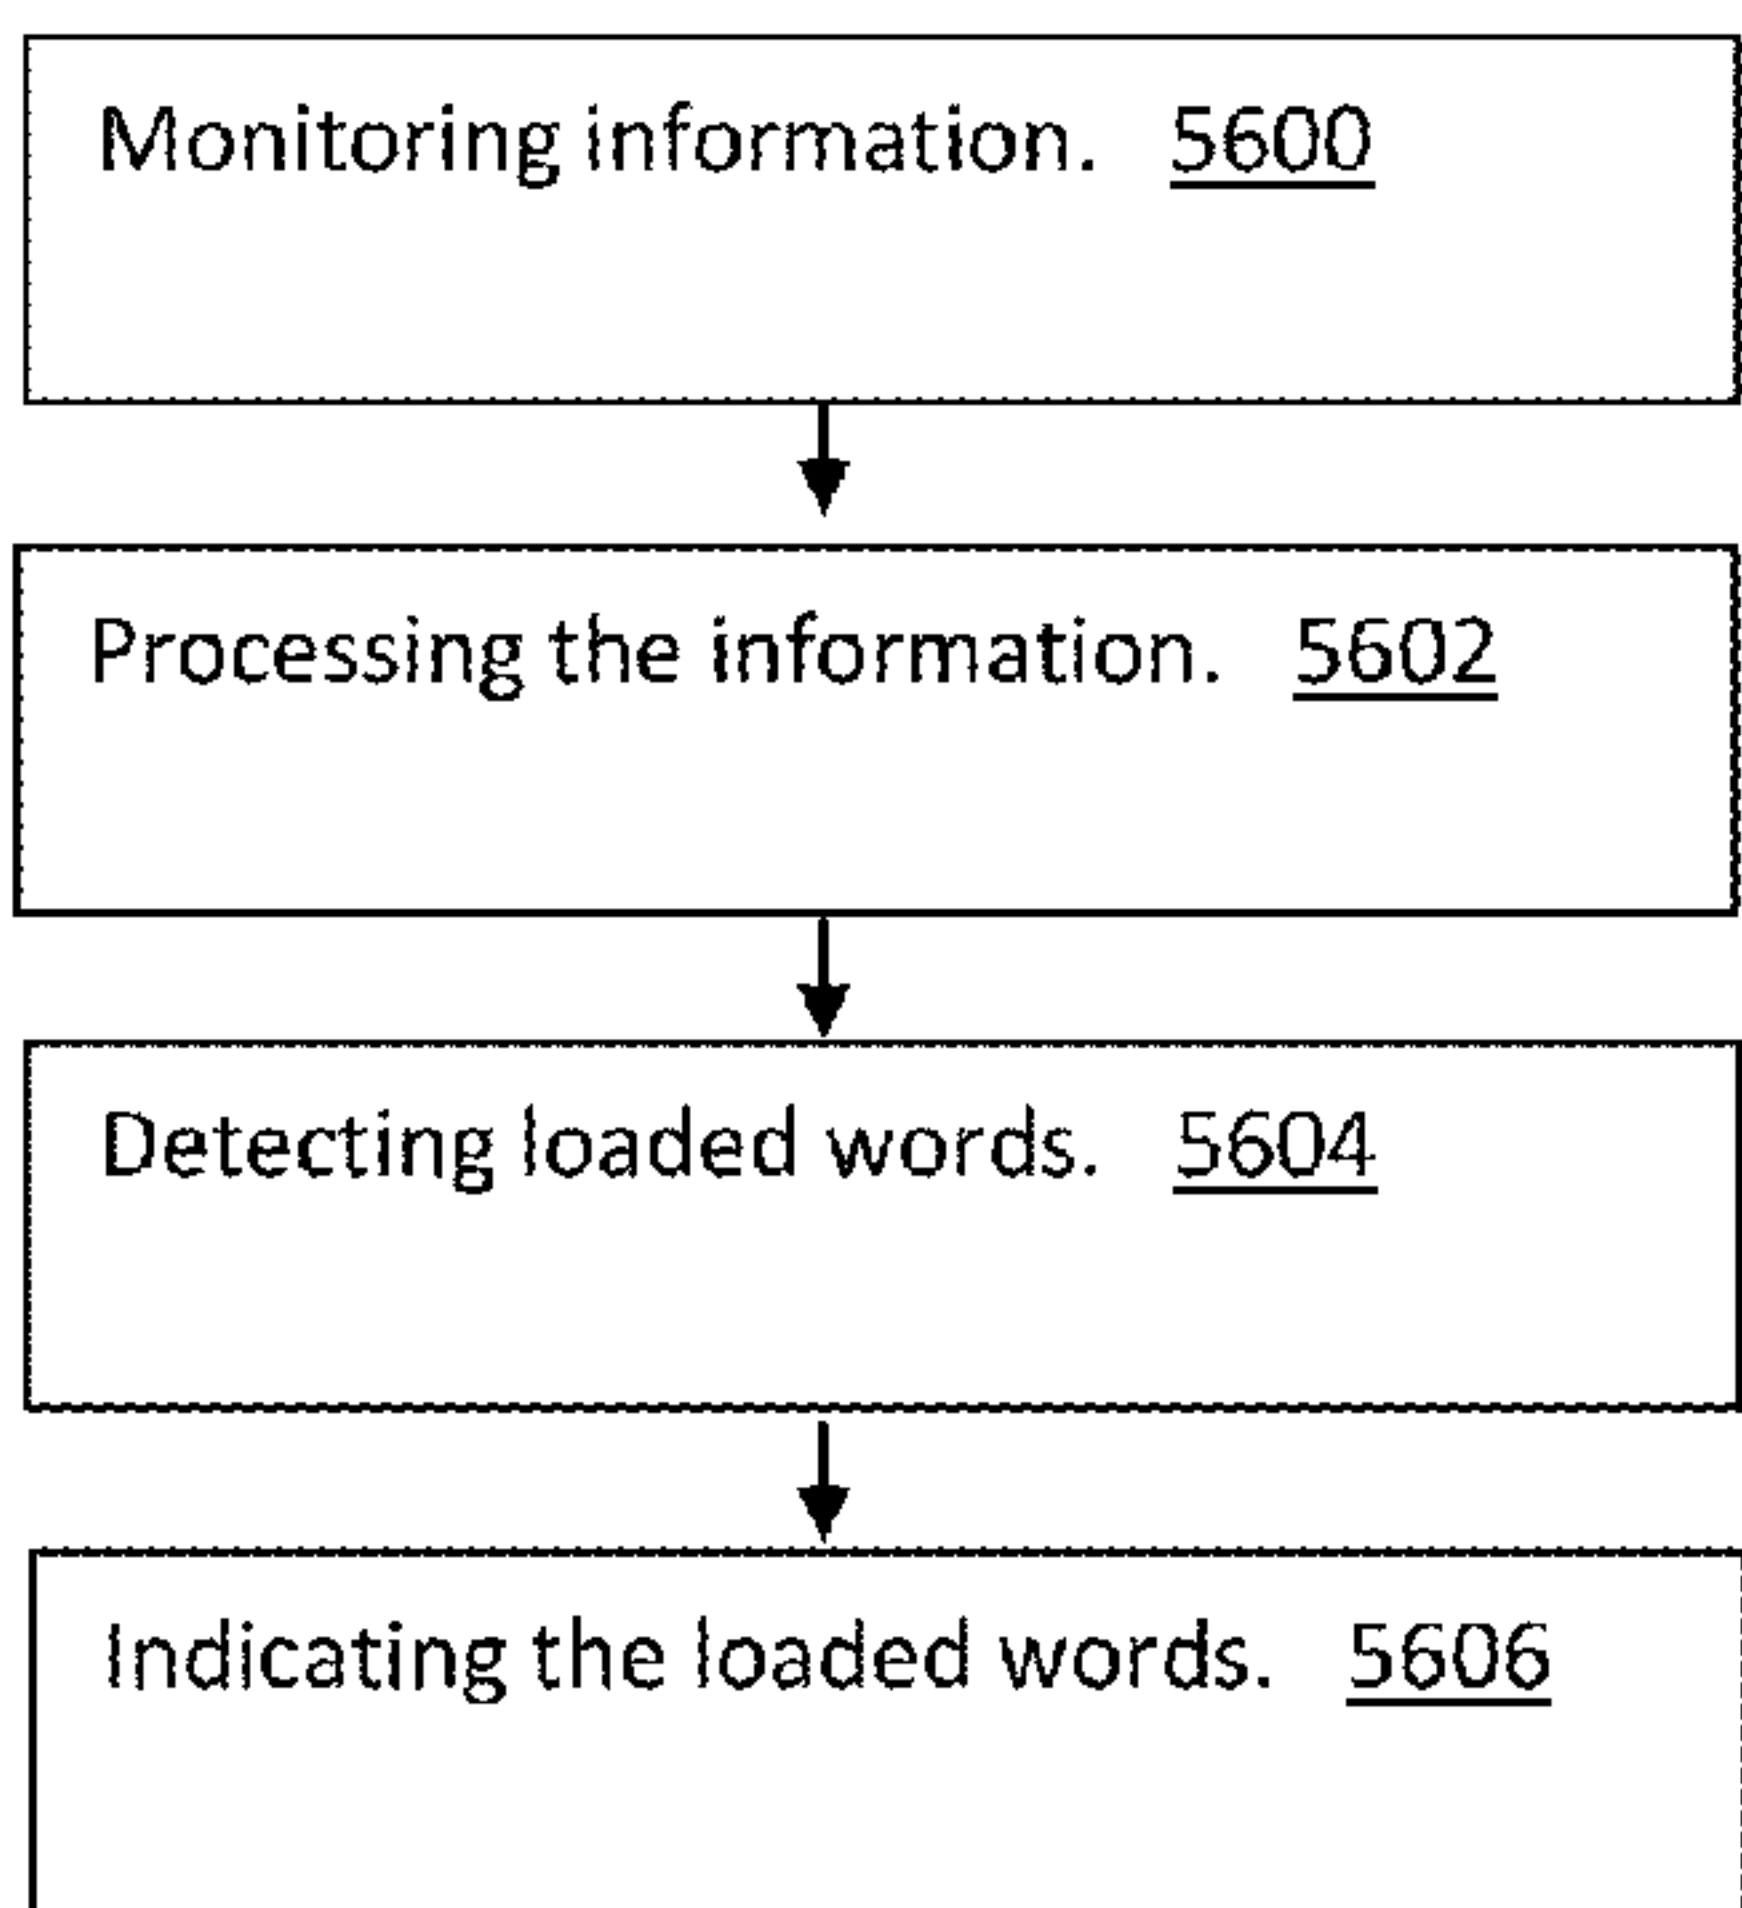 Monitoring information. 5600
Processing the information. 5602
Detecting loaded words. 5604
Indicating the loaded words. 5606